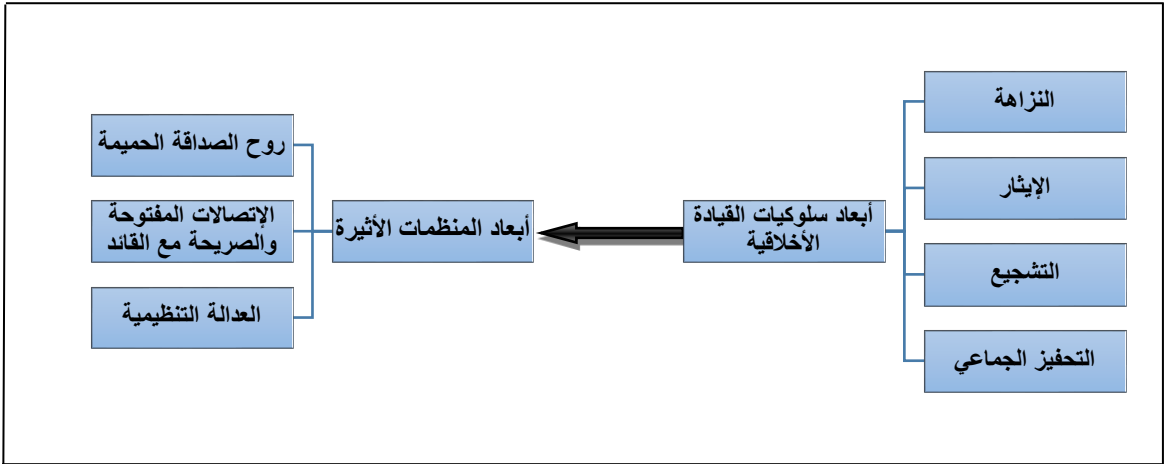 النزاهة
الإيثار
التشجيع
التحفيز الجماعي
أبعاد سلوكيات القيادة
الأخلاقية
أبعاد المنظمات الأثيرة
روح الصداقة الحميمة
الإتصالات المفتوحة
والصريحة مع القائد
العدالة التنظيمية